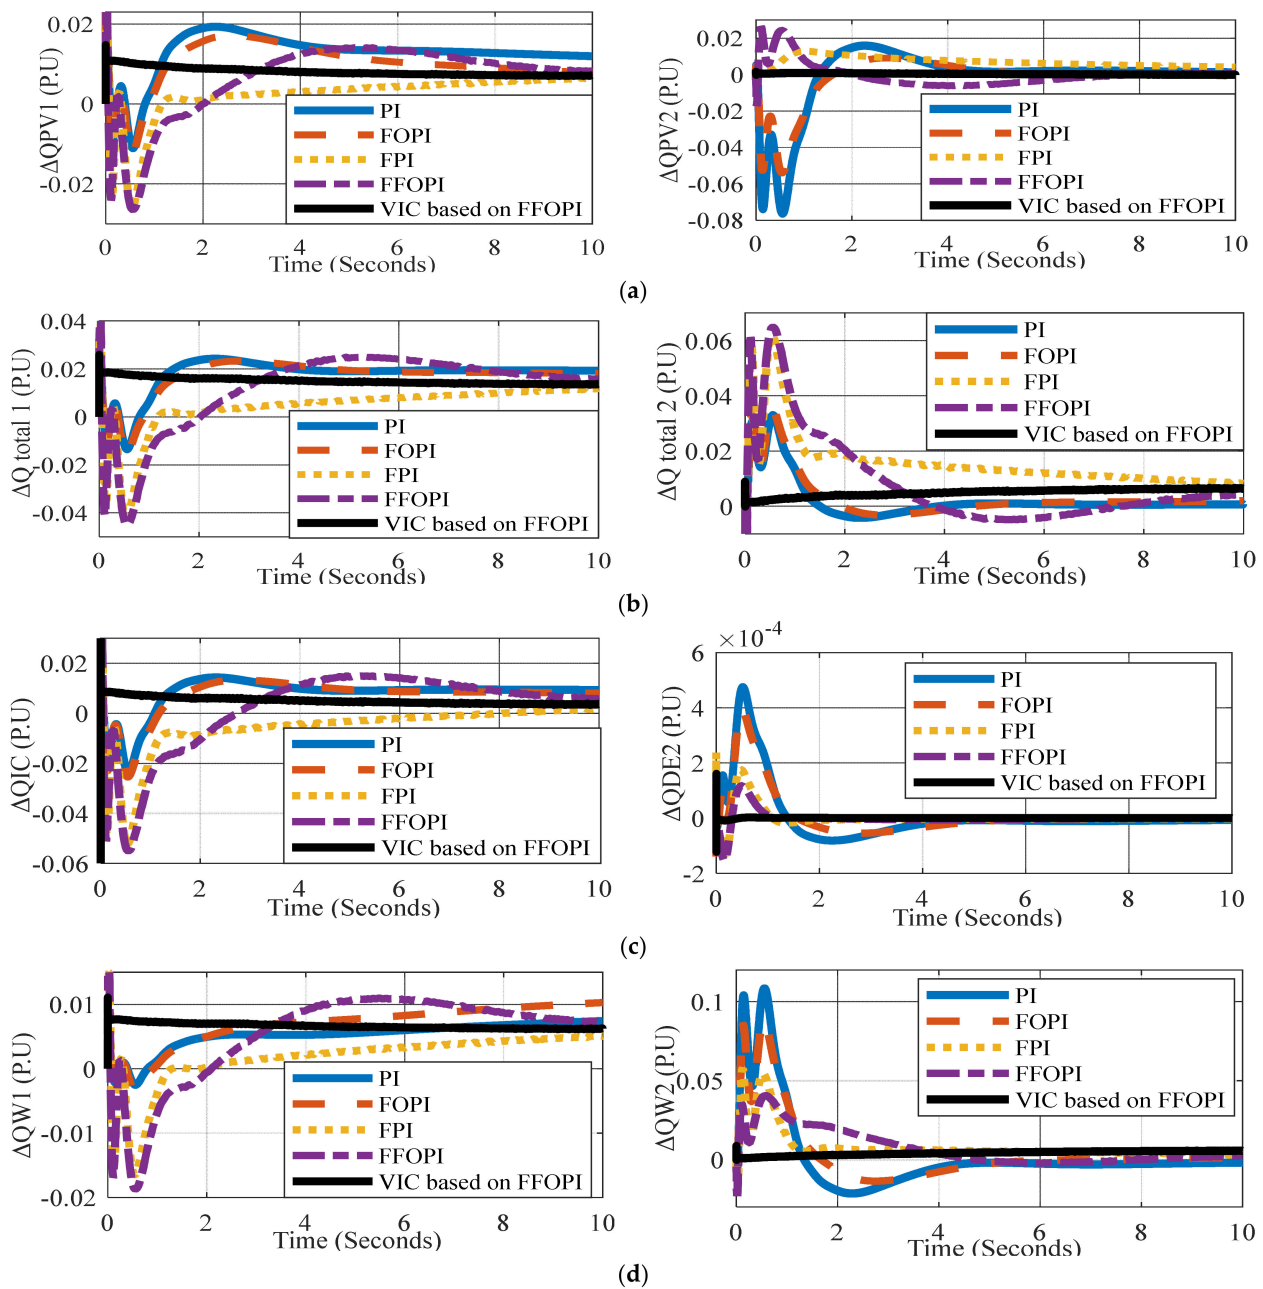 ΔQPV1 (P.U)
0.02
0
-0.02
PI
FOPI
FPI
FFOPI
VIC based on FFOPI
0 2 4 6 8 10
Time (Seconds)
ΔQPV2 (P.U)
0.02
0
-0.02
-0.04
-0.06
-0.08
PI
FOPI
FPI
FFOPI
VIC based on FFOPI
0 2 4 6 8 10
Time (Seconds)
(a)
ΔQ total 1 (P.U)
0.04
0.02
0
-0.02
-0.04
PI
FOPI
FPI
FFOPI
VIC based on FFOPI
0 2 4 6 8 10
Time (Seconds)
ΔQ total 2 (P.U)
0.06
0.04
0.02
0
PI
FOPI
FPI
FFOPI
VIC based on FFOPI
0 2 4 6 8 10
Time (Seconds)
(b)
ΔQIC (P.U)
0.02
0
-0.02
-0.04
-0.06
PI
FOPI
FPI
FFOPI
VIC based on FFOPI
0 2 4 6 8 10
Time (Seconds)
ΔQDE2 (P.U)
×10-4
6
4
2
0
-2
PI
FOPI
FPI
FFOPI
VIC based on FFOPI
0 2 4 6 8 10
Time (Seconds)
(c)
ΔQW1 (P.U)
0.01
0
-0.01
-0.02
PI
FOPI
FPI
FFOPI
VIC based on FFOPI
0 2 4 6 8 10
Time (Seconds)
ΔQW2 (P.U)
0.1
0.05
0
PI
FOPI
FPI
FFOPI
VIC based on FFOPI
0 2 4 6 8 10
Time (Seconds)
(d)